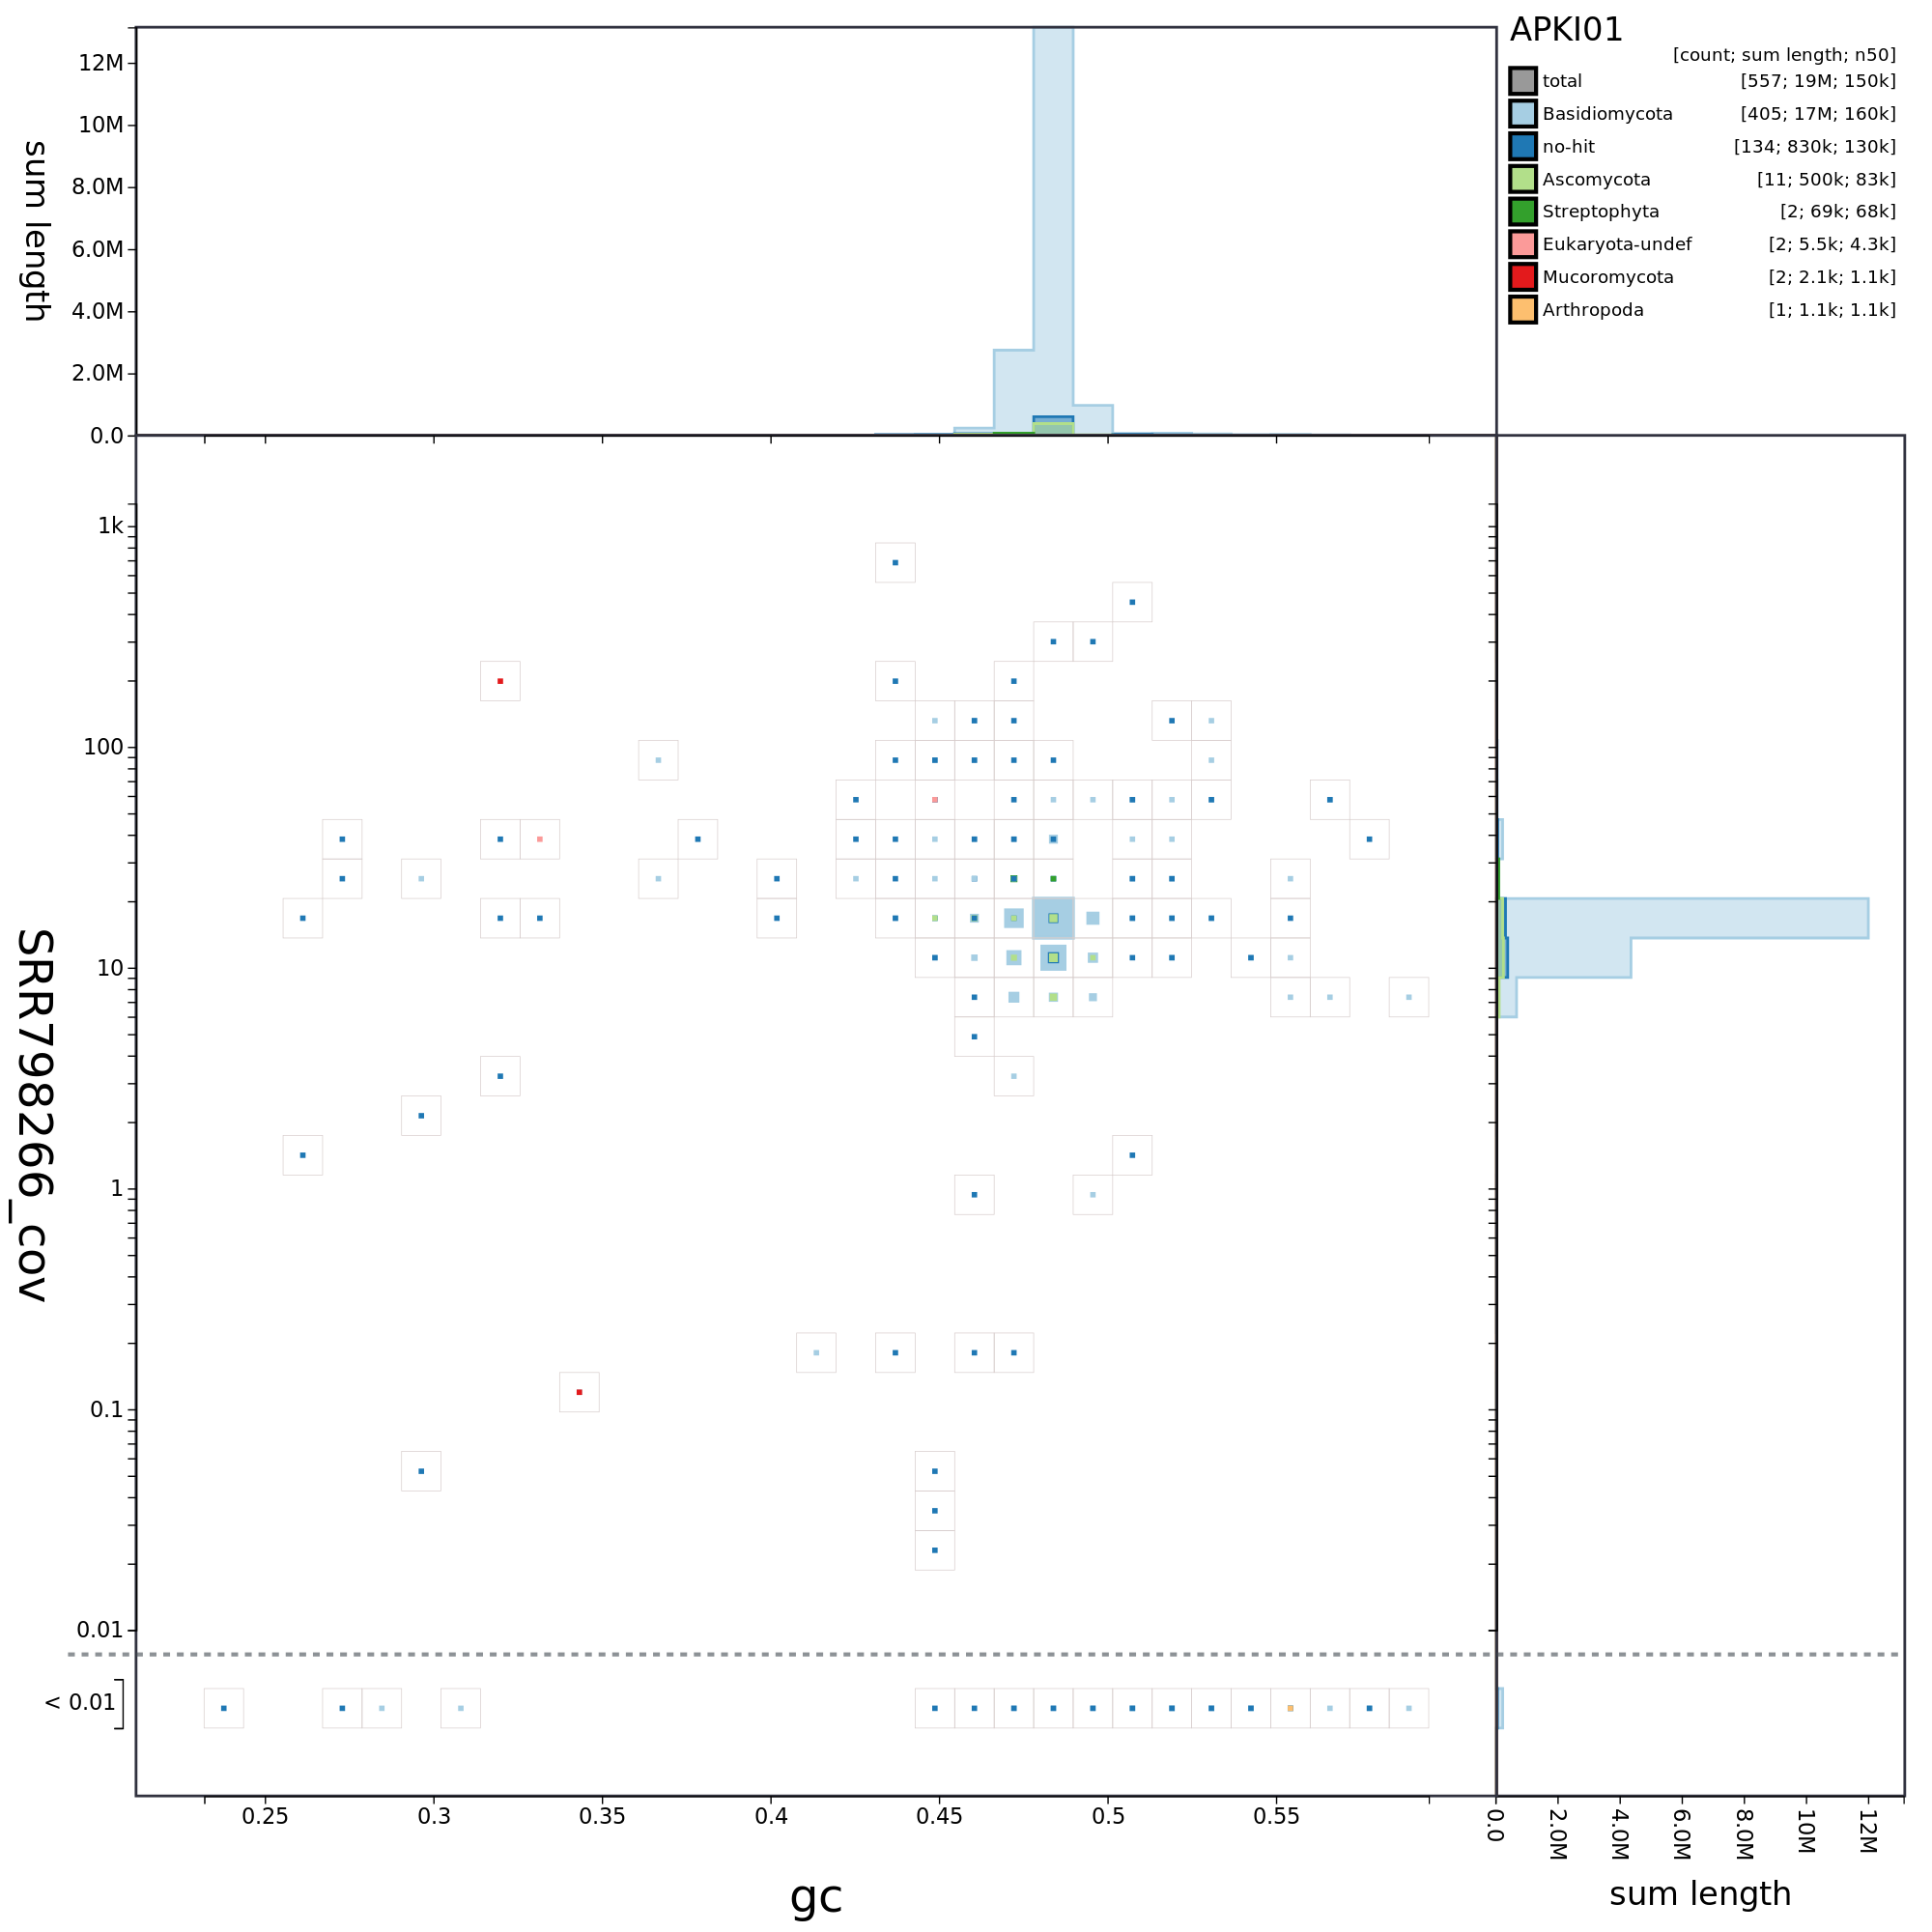 APKI01
[count; sum length; n50]
total [557; 19M; 150k]
Basidiomycota [405; 17M; 160k]
no-hit [134; 830k; 130k]
Ascomycota [11; 500k; 83k]
Streptophyta [2; 69k; 68k]
Eukaryota-undef [2; 5.5k; 4.3k]
Mucoromycota [2; 2.1k; 1.1k]
Arthropoda [1; 1.1k; 1.1k]
sum length
12M
10M
8.0M
6.0M
4.0M
2.0M
0.0
SRR798266_cov
1k
100
10
1
0.1
0.01
< 0.01
0.25 0.3 0.35 0.4 0.45 0.5 0.55
gc
0.0 2.0M 4.0M 6.0M 8.0M 10M 12M
sum length